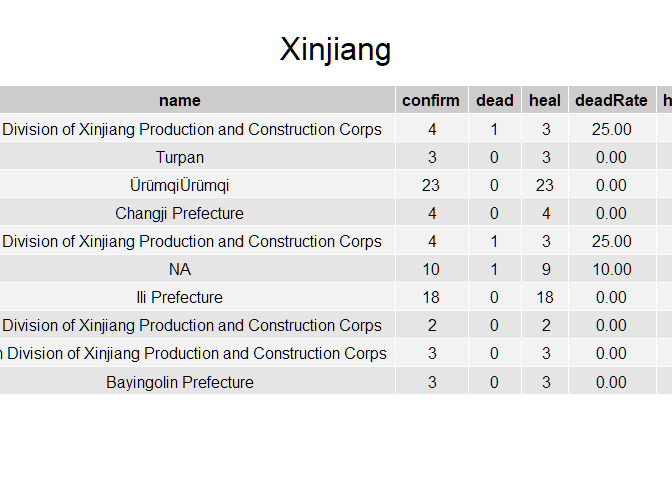 Xinjiang
name confirm dead heal deadRate
Division of Xinjiang Production and Construction Corps 4 1 3 25.00
Turpan 3 0 3 0.00
ÜrümqiÜrümqi 23 0 23 0.00
Changji Prefecture 4 0 4 0.00
Division of Xinjiang Production and Construction Corps 4 1 3 25.00
NA 10 1 9 10.00
Ili Prefecture 18 0 18 0.00
Division of Xinjiang Production and Construction Corps 2 0 2 0.00
Division of Xinjiang Production and Construction Corps 3 0 3 0.00
Bayingolin Prefecture 3 0 3 0.00